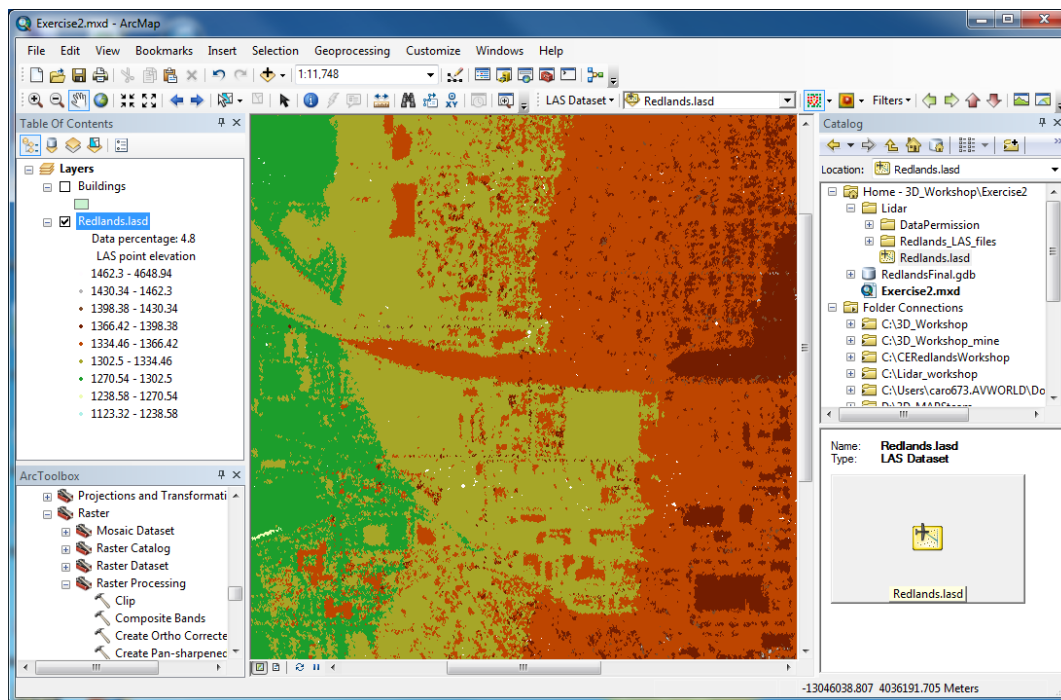 Exercise2.mxd - ArcMap
File Edit View Bookmarks Insert Selection Geoprocessing Customize Windows Help
1:11,748
LAS Dataset Redlands.lasd Filters
Table Of Contents
Layers
Buildings
Redlands.lasd
Data percentage: 4.8
LAS point elevation
1462.3 - 4648.94
1430.34 - 1462.3
1398.38 - 1430.34
1366.42 - 1398.38
1334.46 - 1366.42
1302.5 - 1334.46
1270.54 - 1302.5
1238.58 - 1270.54
1123.32 - 1238.58
ArcToolbox
Projections and Transformati
Raster
Mosaic Dataset
Raster Catalog
Raster Dataset
Raster Processing
Clip
Composite Bands
Create Ortho Correcte
Create Pan-sharpened
Catalog
Location: Redlands.lasd
Home - 3D_Workshop\Exercise2
Lidar
DataPermission
Redlands_LAS_files
Redlands.lasd
RedlandsFinal.gdb
Exercise2.mxd
Folder Connections
C:\3D_Workshop
C:\3D_Workshop_mine
C:\CERedlandsWorkshop
C:\Lidar_workshop
C:\Users\caro673.AVWORLD\Do
Name: Redlands.lasd
Type: LAS Dataset
Redlands.lasd
-13046038.807 4036191.705 Meters